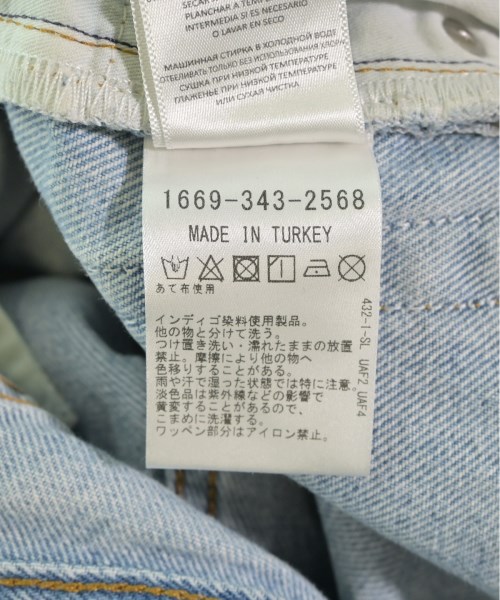 SECAR A
PLANCHAR A TEMP
INTERMEDIA SI ES NECESARIO
O LAVAR EN SECO
МАШИННАЯ СТИРКА В ХОЛОДНОЙ ВОДЕ
ОТБЕЛИВАТЬ ТОЛЬКО БЕЗ ИСПОЛЬЗОВАНИЯ ХЛОРК
СУШКА ПРИ НИЗКОЙ ТЕМПЕРАТУРЕ
ГЛАЖЕНЬЕ ПРИ НИЗКОЙ ТЕМПЕРАТУРЕ
ИЛИ СУХАЯ ЧИСТКА
1669-343-2568
MADE IN TURKEY
あて布使用
インディゴ染料使用製品。
他の物と分けて洗う。
つけ置き洗い・濡れたままの放置
禁止。摩擦により他の物へ
色移りすることがある。
雨や汗で湿った状態では特に注意。
淡色品は紫外線などの影響で
黄変することがあるので、
こまめに洗濯する。
ワッペン部分はアイロン禁止。
432-1-SL UAF2 UAF4